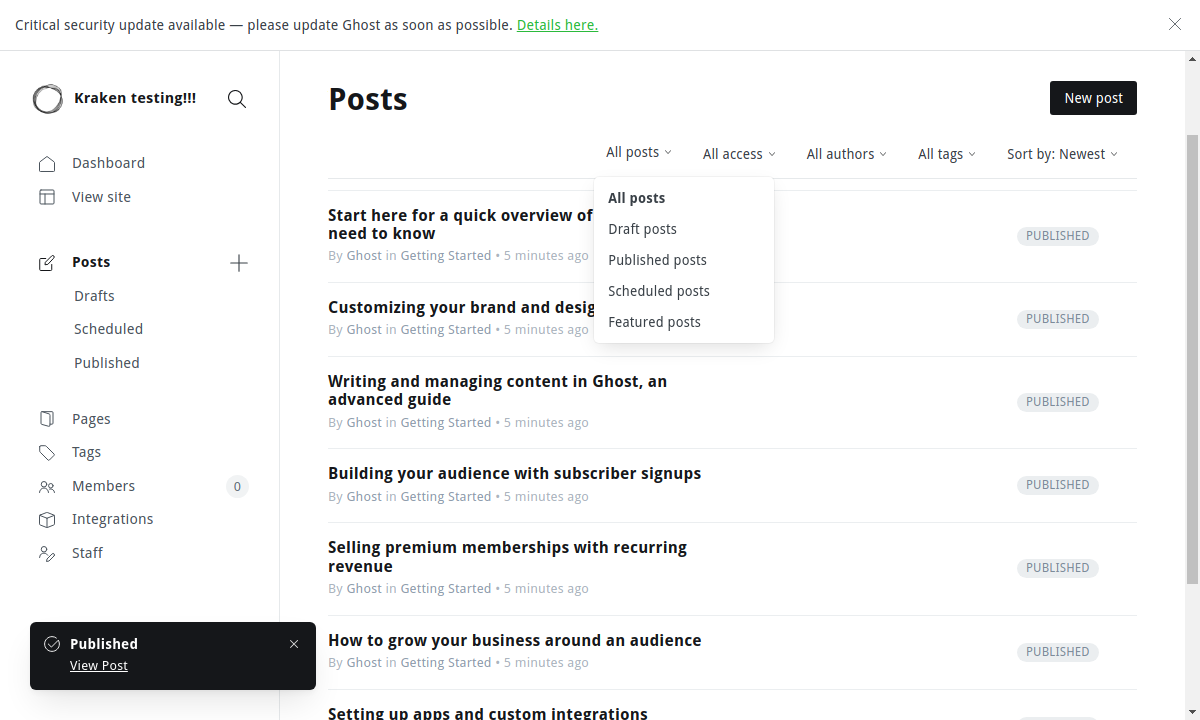 Critical security update available — please update Ghost as soon as possible. Details here.
Kraken testing!!!
Dashboard
View site
Posts
Drafts
Scheduled
Published
Pages
Tags
Members 0
Integrations
Staff
Published
View Post
Posts
New post
All posts All access All authors All tags Sort by: Newest
All posts
Draft posts
Published posts
Scheduled posts
Featured posts
Start here for a quick overview of
need to know
By Ghost in Getting Started • 5 minutes ago
PUBLISHED
Customizing your brand and desig
By Ghost in Getting Started • 5 minutes ago
PUBLISHED
Writing and managing content in Ghost, an
advanced guide
By Ghost in Getting Started • 5 minutes ago
PUBLISHED
Building your audience with subscriber signups
By Ghost in Getting Started • 5 minutes ago
PUBLISHED
Selling premium memberships with recurring
revenue
By Ghost in Getting Started • 5 minutes ago
PUBLISHED
How to grow your business around an audience
By Ghost in Getting Started • 5 minutes ago
PUBLISHED
Setting up apps and custom integrations